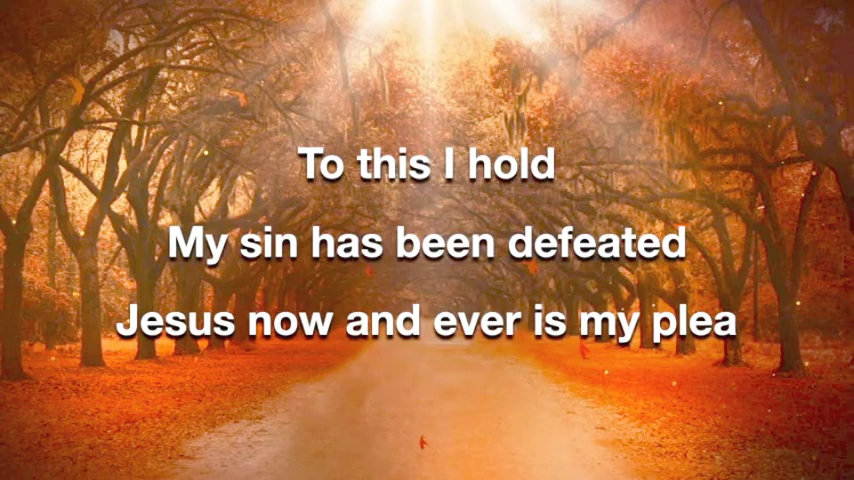 To this I hold
My sin has been defeated
Jesus now and ever is my plea